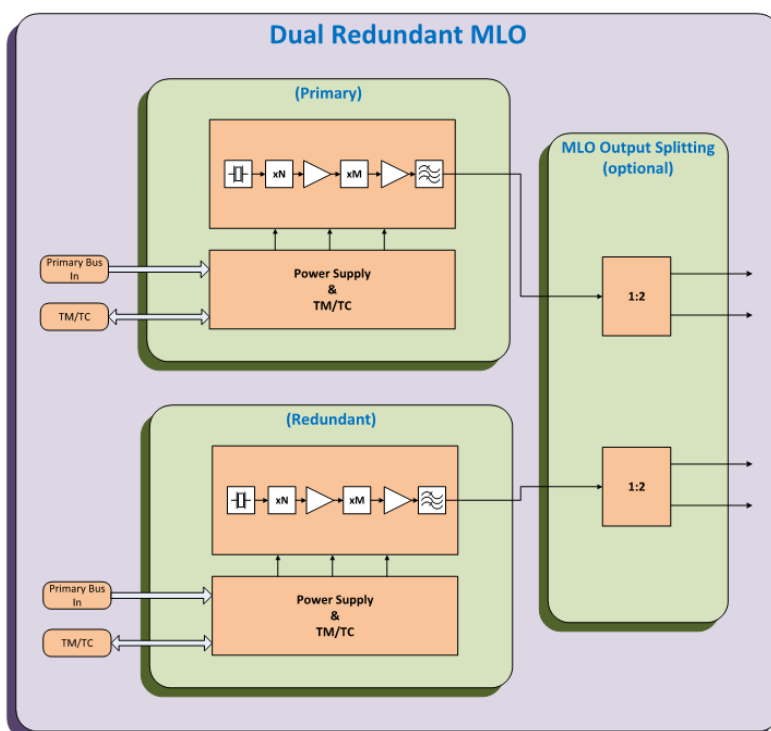 Dual Redundant MLO
(Primary)
xN
xM
Primary Bus
In
TM/TC
Power Supply
&
TM/TC
MLO Output Splitting
(optional)
1:2
(Redundant)
xN
xM
Primary Bus
In
TM/TC
Power Supply
&
TM/TC
1:2